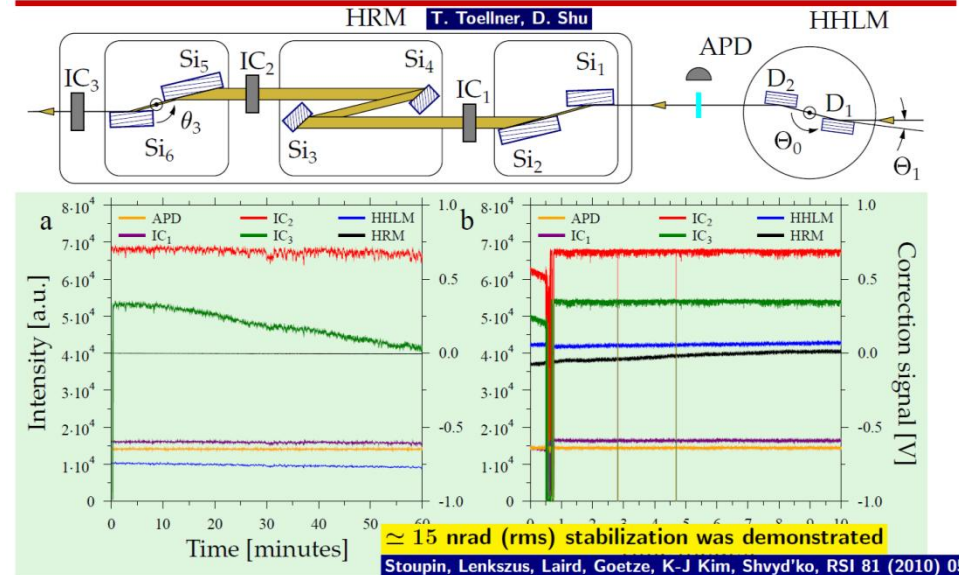 HRM
T. Toellner, D. Shu
HHLM
APD
IC3
Si5
IC2
Si4
IC1
Si1
D2
D1
θ3
Si6
Si3
Si2
Θ0
Θ1
a
APD
IC1
IC2
IC3
HHLM
HRM
b
APD
IC1
IC2
IC3
HHLM
HRM
Intensity [a.u.]
8·10^4
7·10^4
6·10^4
5·10^4
4·10^4
3·10^4
2·10^4
1·10^4
0
1.0
0.5
0.0
-0.5
-1.0
0 10 20 30 40 50 60
Time [minutes]
8·10^4
7·10^4
6·10^4
5·10^4
4·10^4
3·10^4
2·10^4
1·10^4
0
1.0
0.5
0.0
-0.5
-1.0
0 1 2 3 4 5 6 7 8 9 10
Correction signal [V]
≃ 15 nrad (rms) stabilization was demonstrated
Stoupin, Lenkszus, Laird, Goetze, K-J Kim, Shvyd'ko, RSI 81 (2010) 05